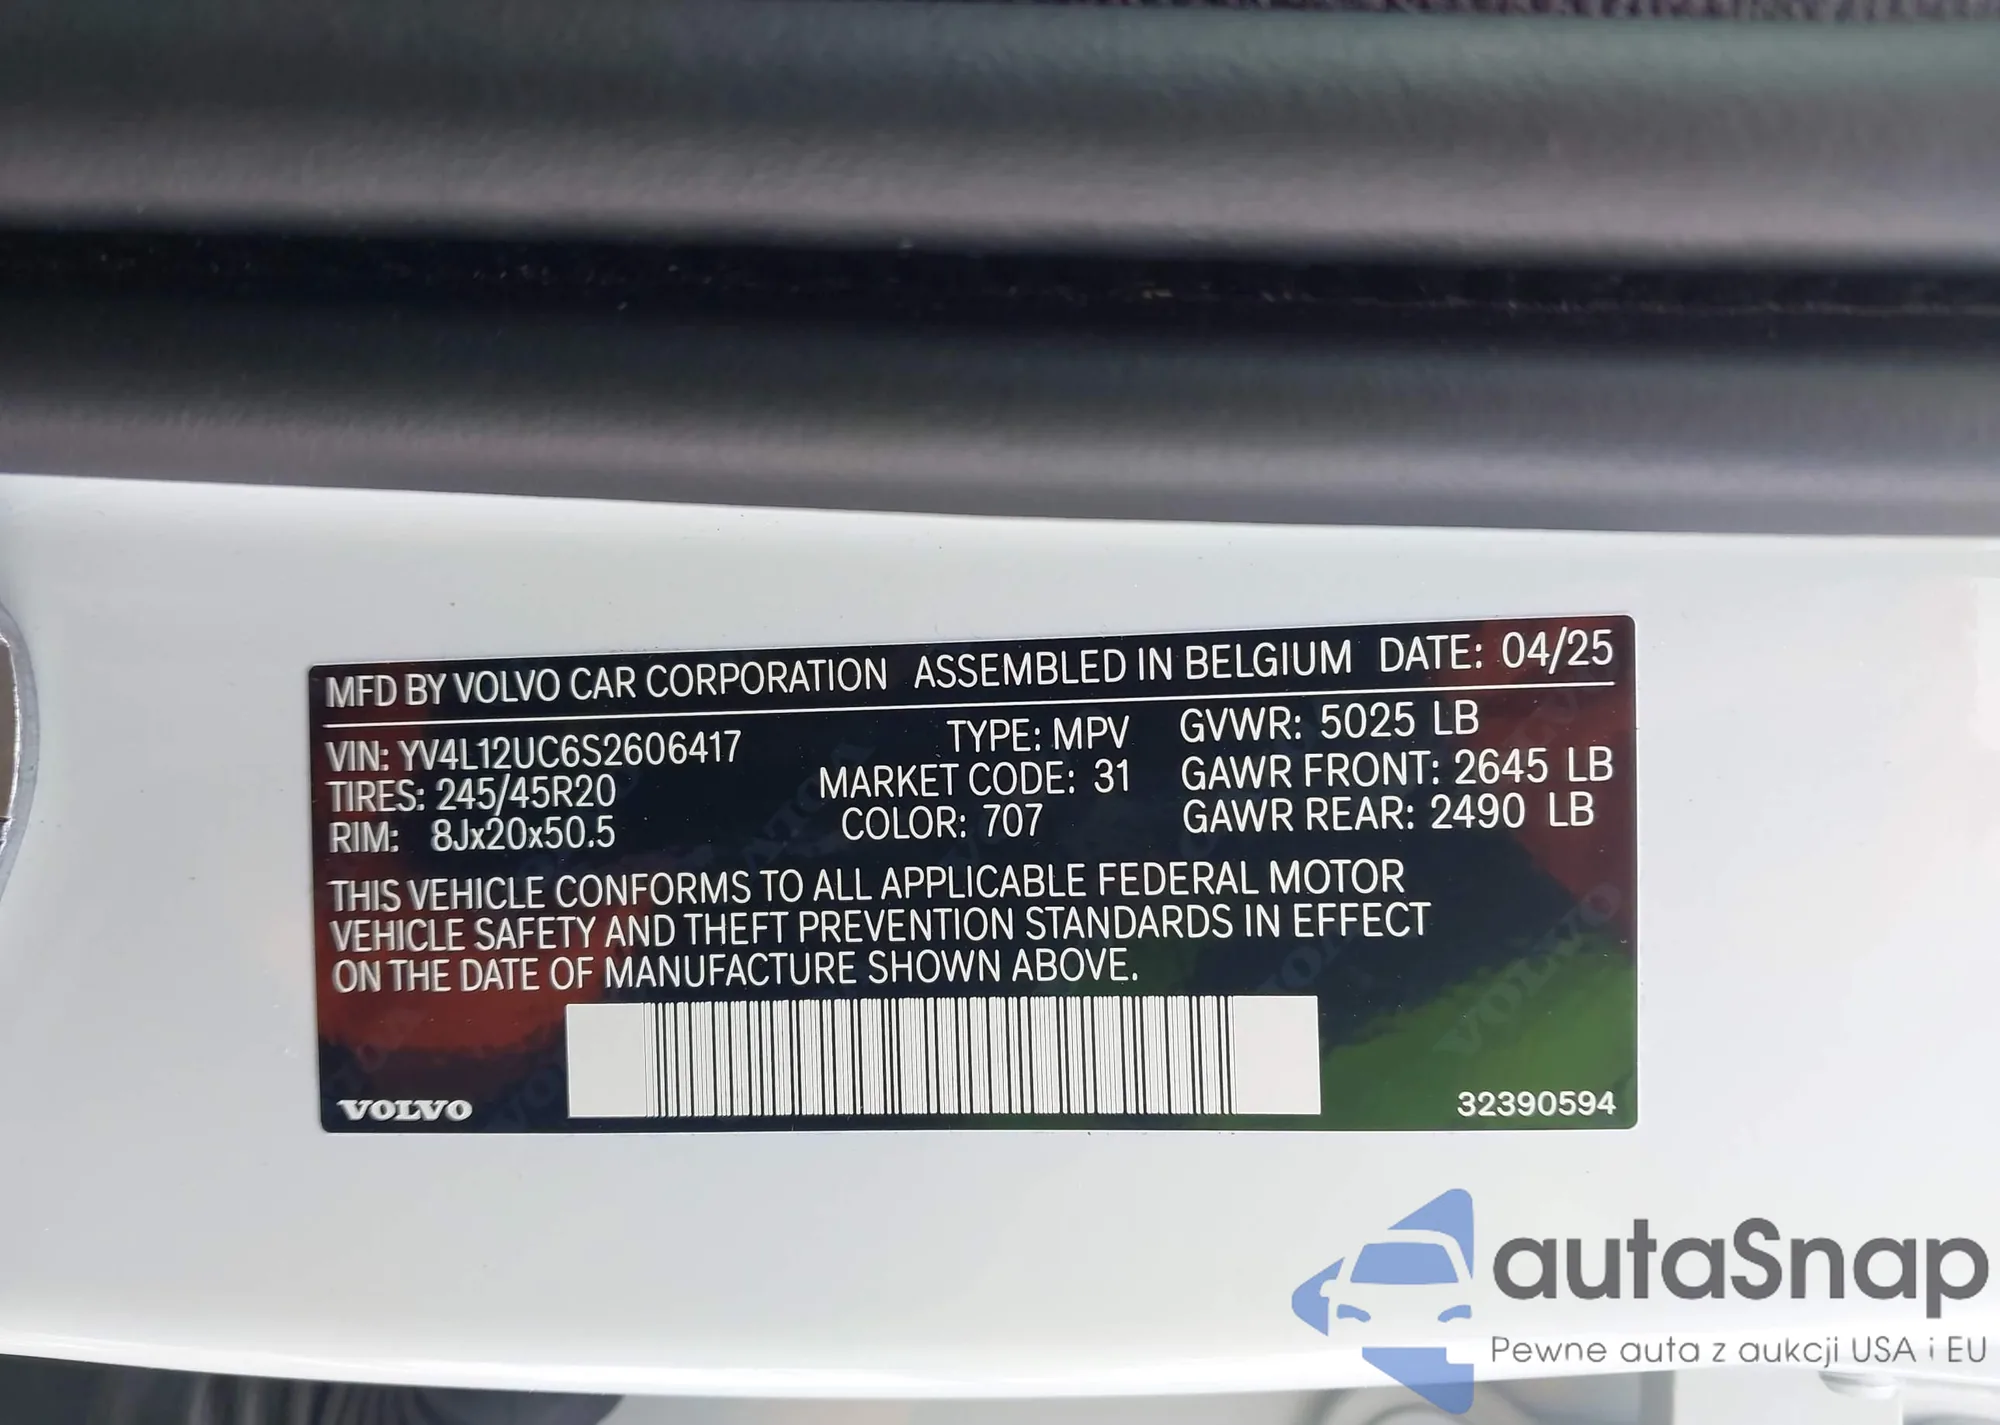 MFD BY VOLVO CAR CORPORATION ASSEMBLED IN BELGIUM DATE: 04/25
VIN: YV4L12UC6S2606417 TYPE: MPV GVWR: 5025 LB
TIRES: 245/45R20 MARKET CODE: 31 GAWR FRONT: 2645 LB
RIM: 8Jx20x50.5 COLOR: 707 GAWR REAR: 2490 LB
THIS VEHICLE CONFORMS TO ALL APPLICABLE FEDERAL MOTOR
VEHICLE SAFETY AND THEFT PREVENTION STANDARDS IN EFFECT
ON THE DATE OF MANUFACTURE SHOWN ABOVE.
VOLVO 32390594
autaSnap
Pewne auta z aukcji USA i EU